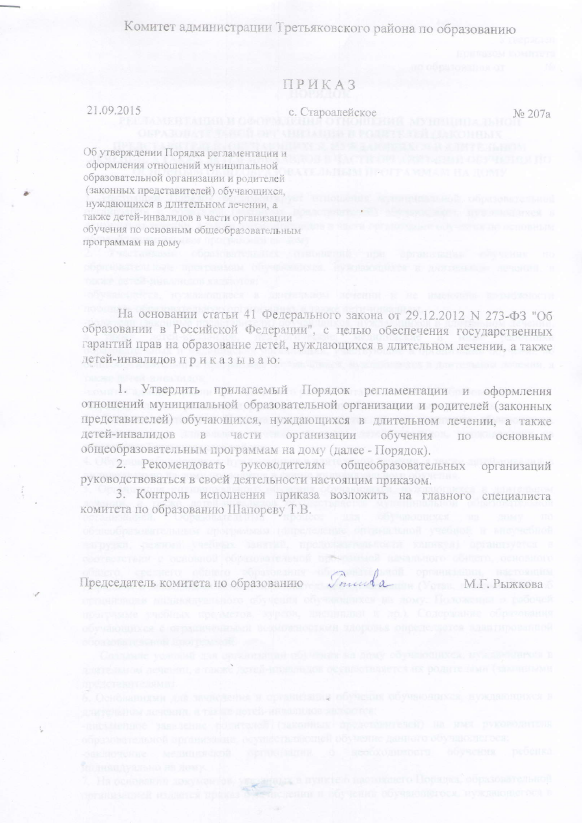 Комитет администрации Третьяковского района по образованию
П Р И К А З
21.09.2015 с. Староалейское № 207а
Об утверждении Порядка регламентации и
оформления отношений муниципальной
образовательной организации и родителей
(законных представителей) обучающихся,
нуждающихся в длительном лечении, а
также детей-инвалидов в части организации
обучения по основным общеобразовательным
программам на дому
На основании статьи 41 Федерального закона от 29.12.2012 N 273-ФЗ "Об
образовании в Российской Федерации", с целью обеспечения государственных
гарантий прав на образование детей, нуждающихся в длительном лечении, а также
детей-инвалидов п р и к а з ы в а ю:
1. Утвердить прилагаемый Порядок регламентации и оформления
отношений муниципальной образовательной организации и родителей (законных
представителей) обучающихся, нуждающихся в длительном лечении, а также
детей-инвалидов в части организации обучения по основным
общеобразовательным программам на дому (далее - Порядок).
2. Рекомендовать руководителям общеобразовательных организаций
руководствоваться в своей деятельности настоящим приказом.
3. Контроль исполнения приказа возложить на главного специалиста
комитета по образованию Шапореву Т.В.
Председатель комитета по образованию М.Г. Рыжкова